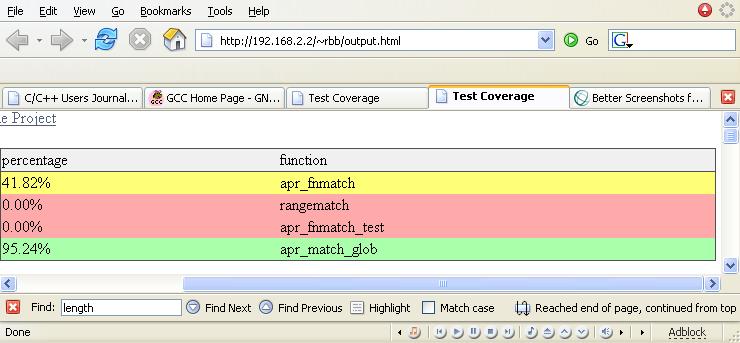 File Edit View Go Bookmarks Tools Help
http://192.168.2.2/~rbb/output.html Go G
C/C++ Users Journal... GCC Home Page - GN... Test Coverage Test Coverage Better Screenshots f...
e Project
percentage function
41.82% apr_fnmatch
0.00% rangematch
0.00% apr_fnmatch_test
95.24% apr_match_glob
Find: length Find Next Find Previous Highlight Match case Reached end of page, continued from top
Done Adblock